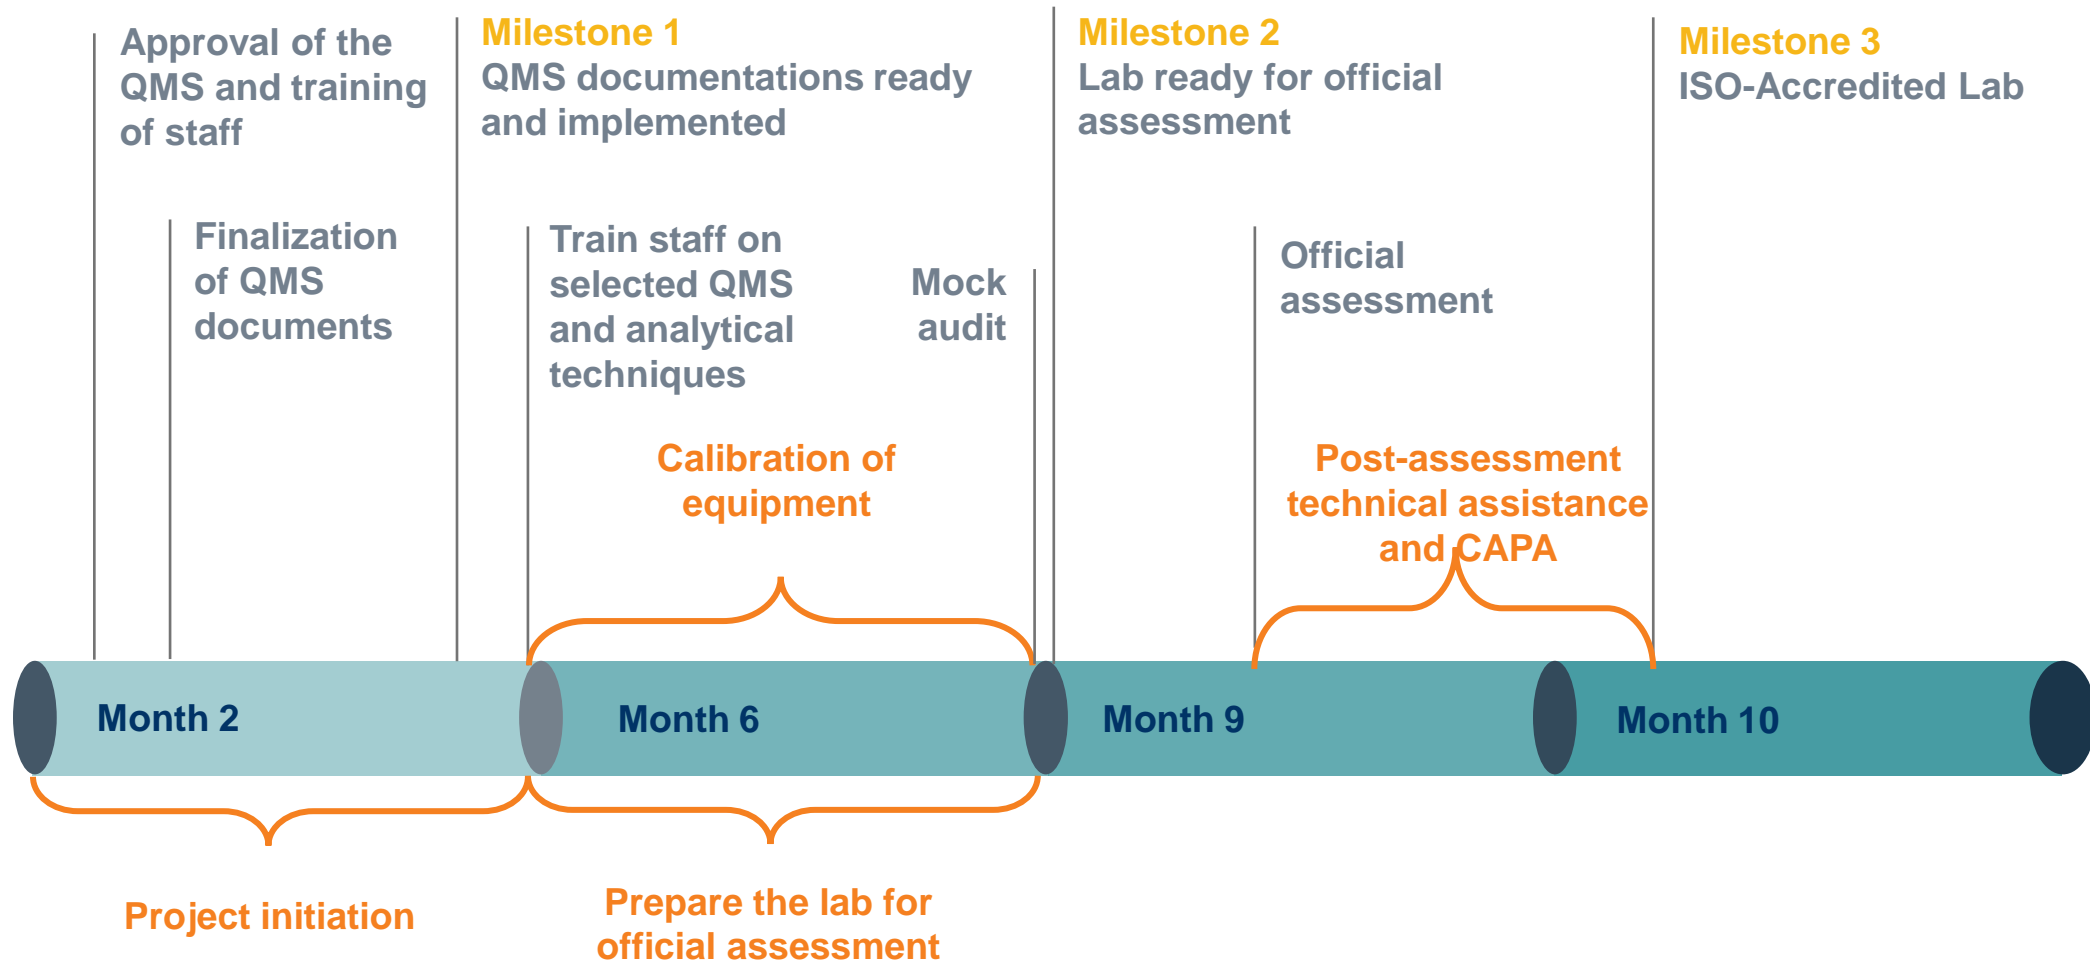 Approval of the
QMS and training
of staff
Milestone 1
QMS documentations ready
and implemented
Milestone 2
Lab ready for official
assessment
Milestone 3
ISO-Accredited Lab
Finalization
of QMS
documents
Train staff on
selected QMS
and analytical
techniques
Mock
audit
Official
assessment
Calibration of
equipment
Post-assessment
technical assistance
and CAPA
Month 2
Month 6
Month 9
Month 10
Project initiation
Prepare the lab for
official assessment